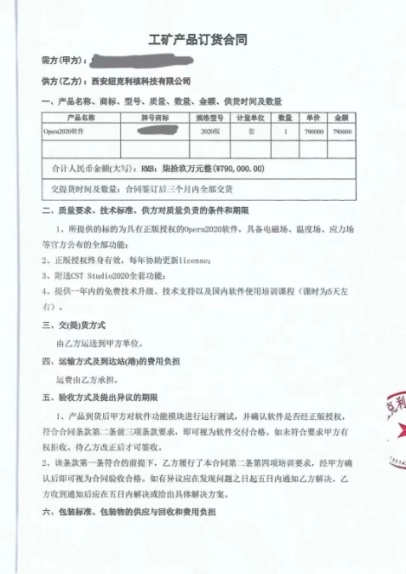 工矿产品订货合同
需方(甲方)：
供方(乙方)：西安纽克利核科技有限公司
一、产品名称、商标、型号、质量、数量、金额、供货时间及数量
产品名称 牌号商标 规格型号 计量单位 数量 单价 金额
Opera2020软件 2020版 套 1 790000 790000
合计人民币金额(大写)：RMB：柒拾玖万元整(¥790,000.00)
交提货时间及数量：合同签订后三个月内全部交货
二、质量要求、技术标准、供方对质量负责的条件和期限
1、所提供的标的为具有正版授权的Opera2020软件，具备电磁场、温度场、应力场
等官方公布的全部功能；
2、正版授权终身有效，每年协助更新license；
3、附送CST Studio2020全套功能；
4、提供一年内的免费技术升级、技术支持以及国内软件使用培训课程（课时为5天左
右）。
三、交(提)货方式
由乙方运送到甲方单位。
四、运输方式及到达站(港)的费用负担
运费由乙方承担。
五、验收方式及提出异议的期限
1、产品到货后甲方对软件功能模块进行运行测试，并确认软件是否经正版授权，
符合合同条款第二条前三项条款要求，即可视为软件交付合格。如未符合要求甲方有
权拒收，待乙方改正后才可签收。
2、该条款第一条符合的前提下，乙方履行了本合同第二条第四项培训要求，经甲方确
认后即可视为合同验收合格。如有异议应在发现问题之日起五日内通知乙方解决。乙
方收到通知后应在五日内解决或给出具体解决方案。
六、包装标准、包装物的供应与回收和费用负担
克利